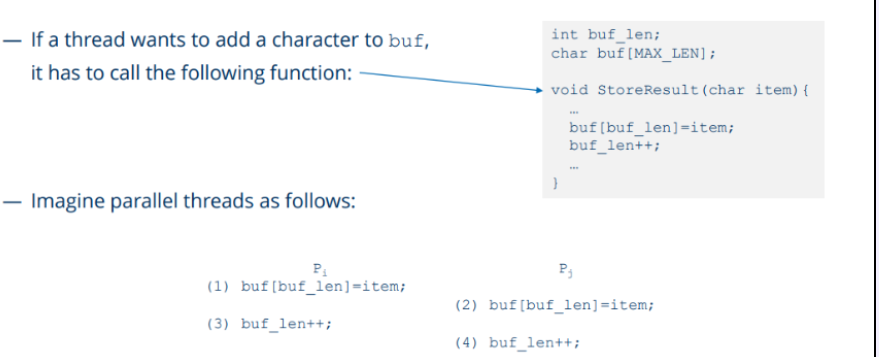 — If a thread wants to add a character to buf,
it has to call the following function:
int buf_len;
char buf[MAX_LEN];
void StoreResult(char item){
…
buf[buf_len]=item;
buf_len++;
…
}
— Imagine parallel threads as follows:
Pi
(1) buf[buf_len]=item;
(3) buf_len++;
Pj
(2) buf[buf_len]=item;
(4) buf_len++;